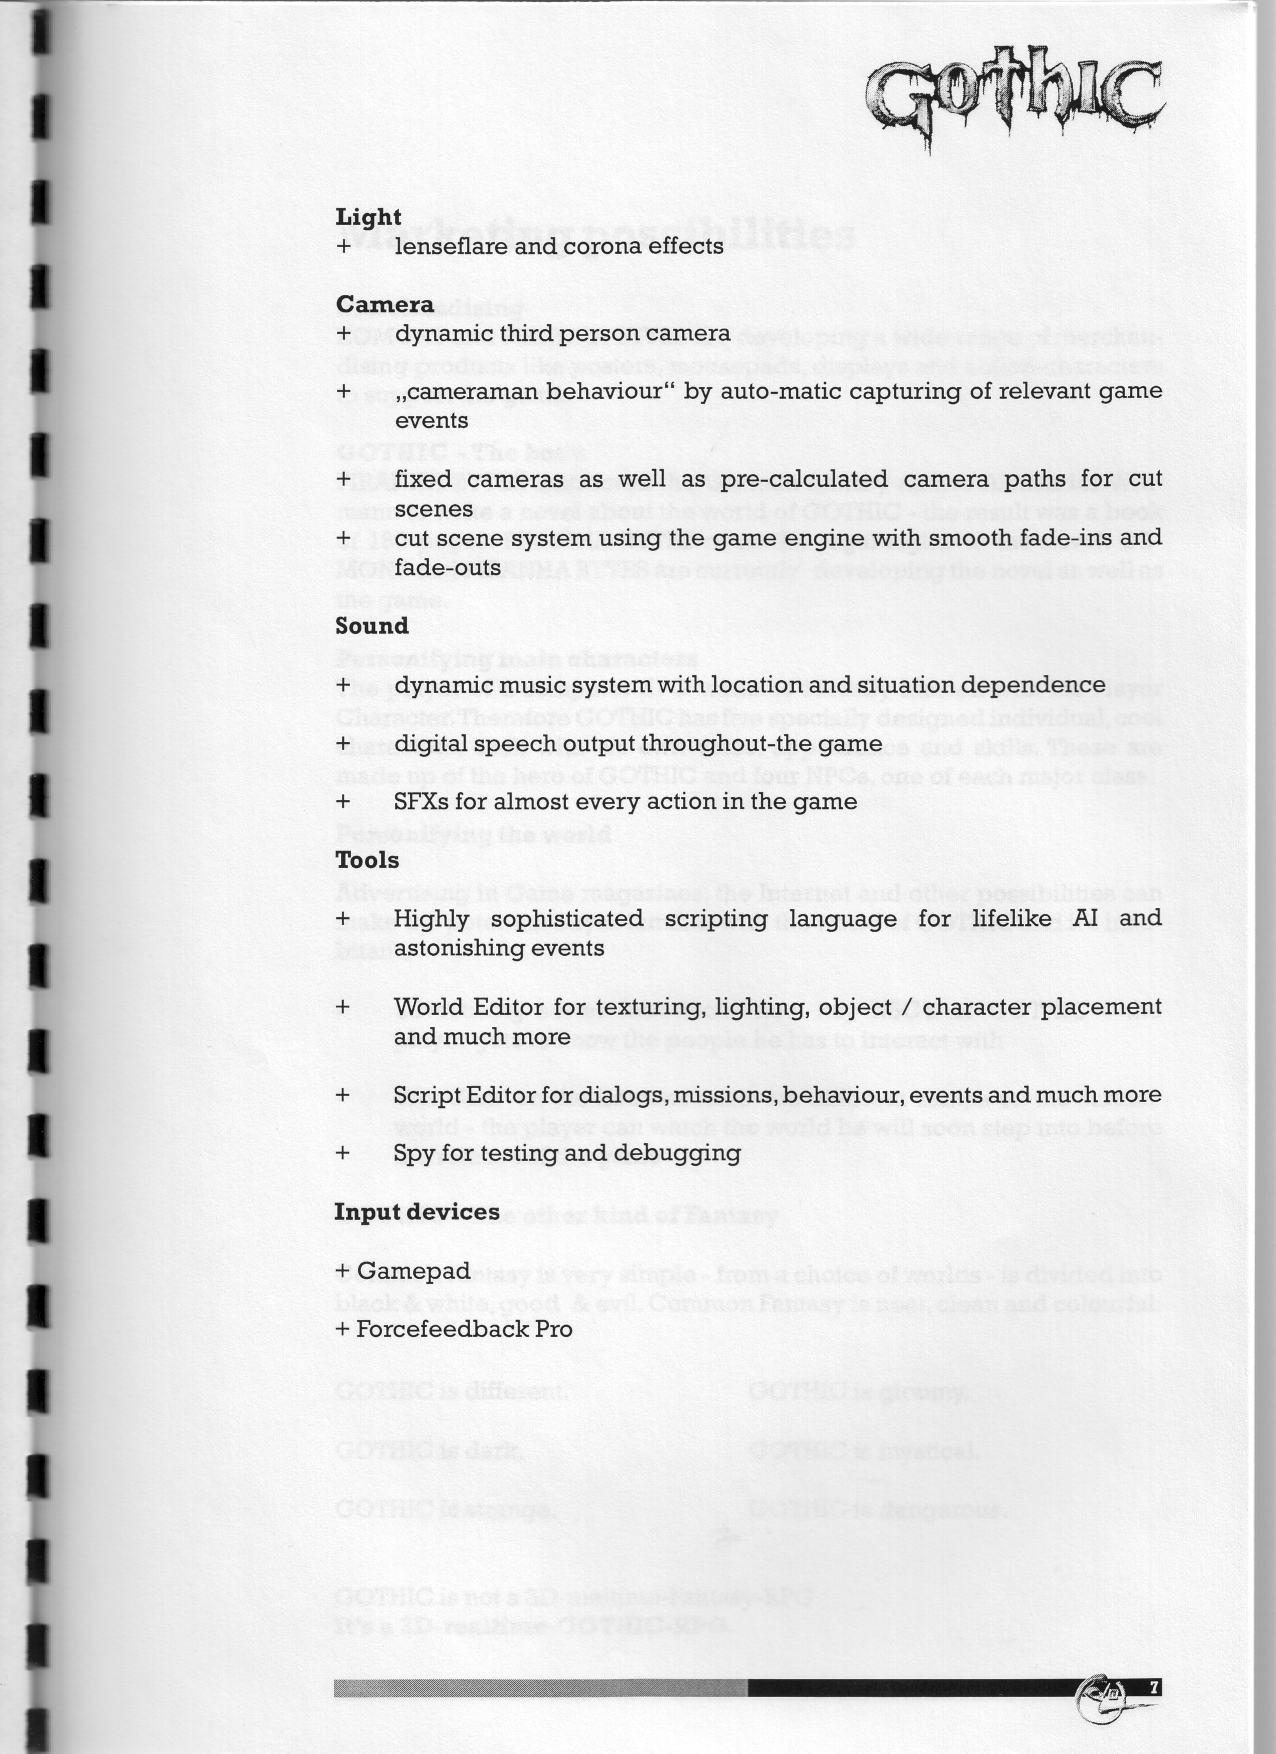 GOTHIC
Light
+ lenseflare and corona effects
Camera
+ dynamic third person camera
+ „cameraman behaviour“ by auto-matic capturing of relevant game
events
+ fixed cameras as well as pre-calculated camera paths for cut
scenes
+ cut scene system using the game engine with smooth fade-ins and
fade-outs
Sound
+ dynamic music system with location and situation dependence
+ digital speech output throughout-the game
+ SFXs for almost every action in the game
Tools
+ Highly sophisticated scripting language for lifelike AI and
astonishing events
+ World Editor for texturing, lighting, object / character placement
and much more
+ Script Editor for dialogs, missions, behaviour, events and much more
+ Spy for testing and debugging
Input devices
+ Gamepad
+ Forcefeedback Pro
7